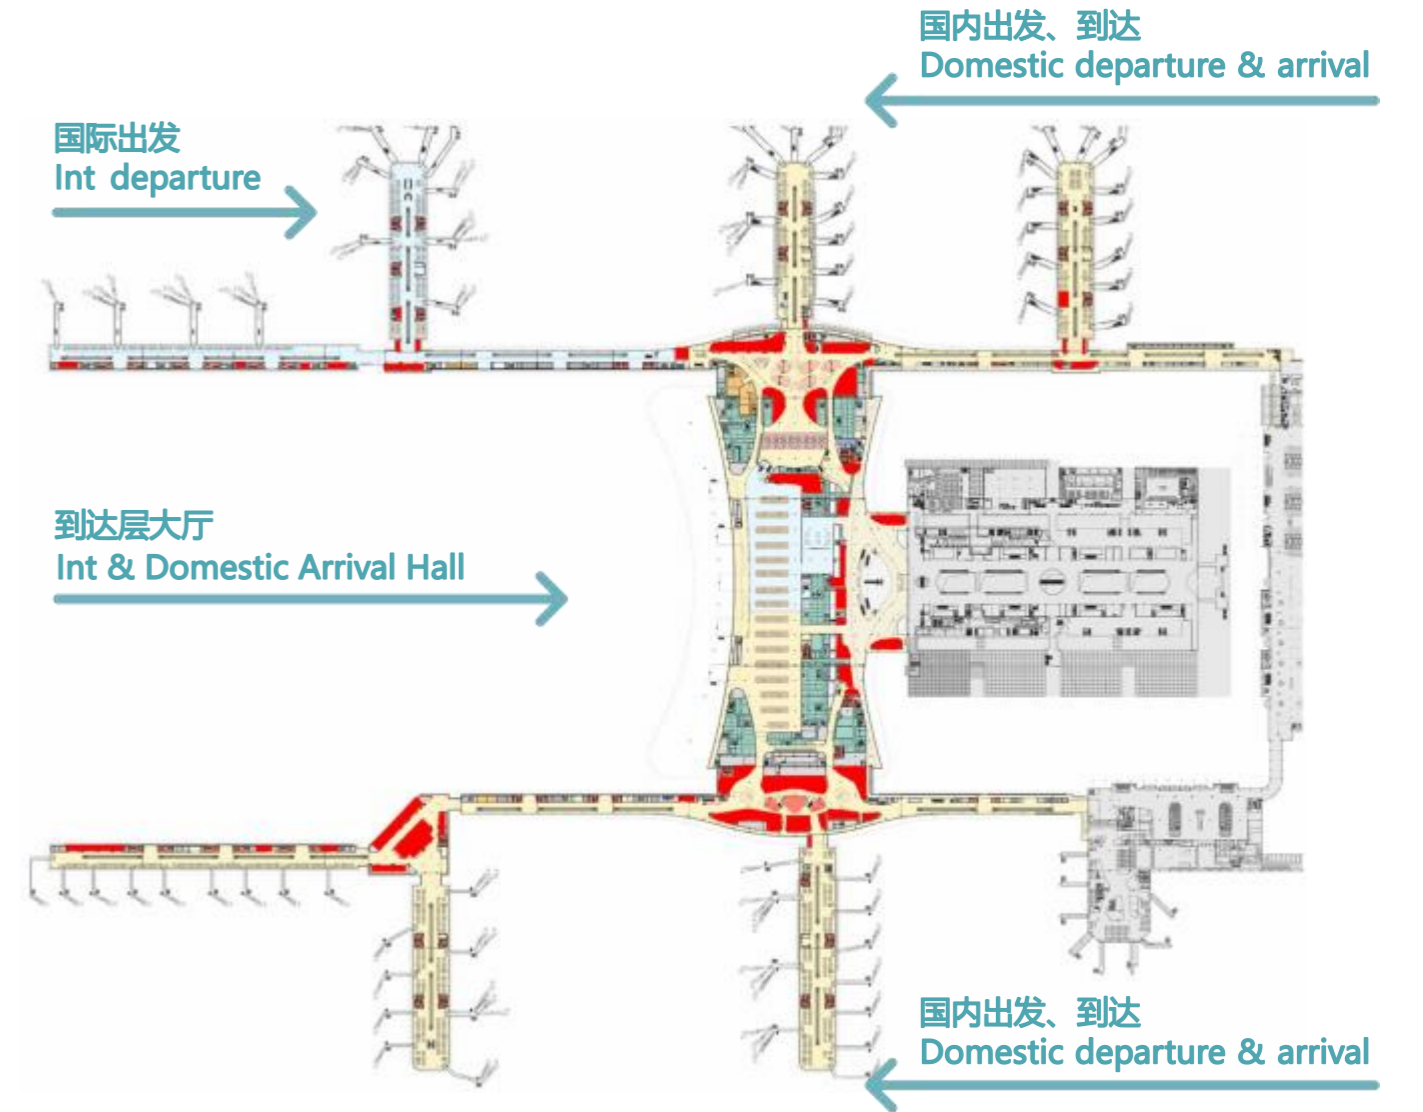 国内出发、到达
Domestic departure & arrival
国际出发
Int departure
到达层大厅
Int & Domestic Arrival Hall
国内出发、到达
Domestic departure & arrival